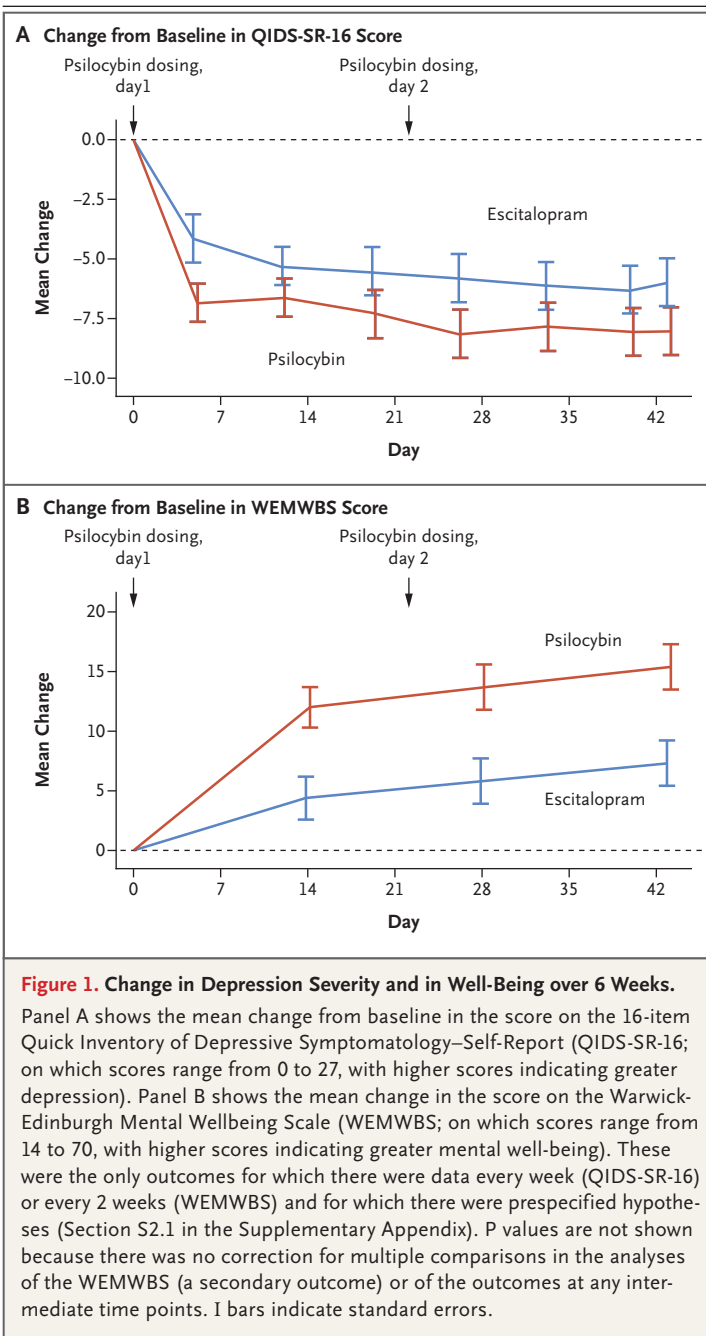 A Change from Baseline in QIDS-SR-16 Score
Psilocybin dosing,
day1
Psilocybin dosing,
day 2
0.0
−2.5
−5.0
−7.5
−10.0
Mean Change
Escitalopram
Psilocybin
0 7 14 21 28 35 42
Day
B Change from Baseline in WEMWBS Score
Psilocybin dosing,
day1
Psilocybin dosing,
day 2
20
15
10
5
0
Mean Change
Psilocybin
Escitalopram
0 7 14 21 28 35 42
Day
Figure 1. Change in Depression Severity and in Well-Being over 6 Weeks.
Panel A shows the mean change from baseline in the score on the 16-item
Quick Inventory of Depressive Symptomatology–Self-Report (QIDS-SR-16;
on which scores range from 0 to 27, with higher scores indicating greater
depression). Panel B shows the mean change in the score on the Warwick-
Edinburgh Mental Wellbeing Scale (WEMWBS; on which scores range from
14 to 70, with higher scores indicating greater mental well-being). These
were the only outcomes for which there were data every week (QIDS-SR-16)
or every 2 weeks (WEMWBS) and for which there were prespecified hypothe-
ses (Section S2.1 in the Supplementary Appendix). P values are not shown
because there was no correction for multiple comparisons in the analyses
of the WEMWBS (a secondary outcome) or of the outcomes at any inter-
mediate time points. I bars indicate standard errors.